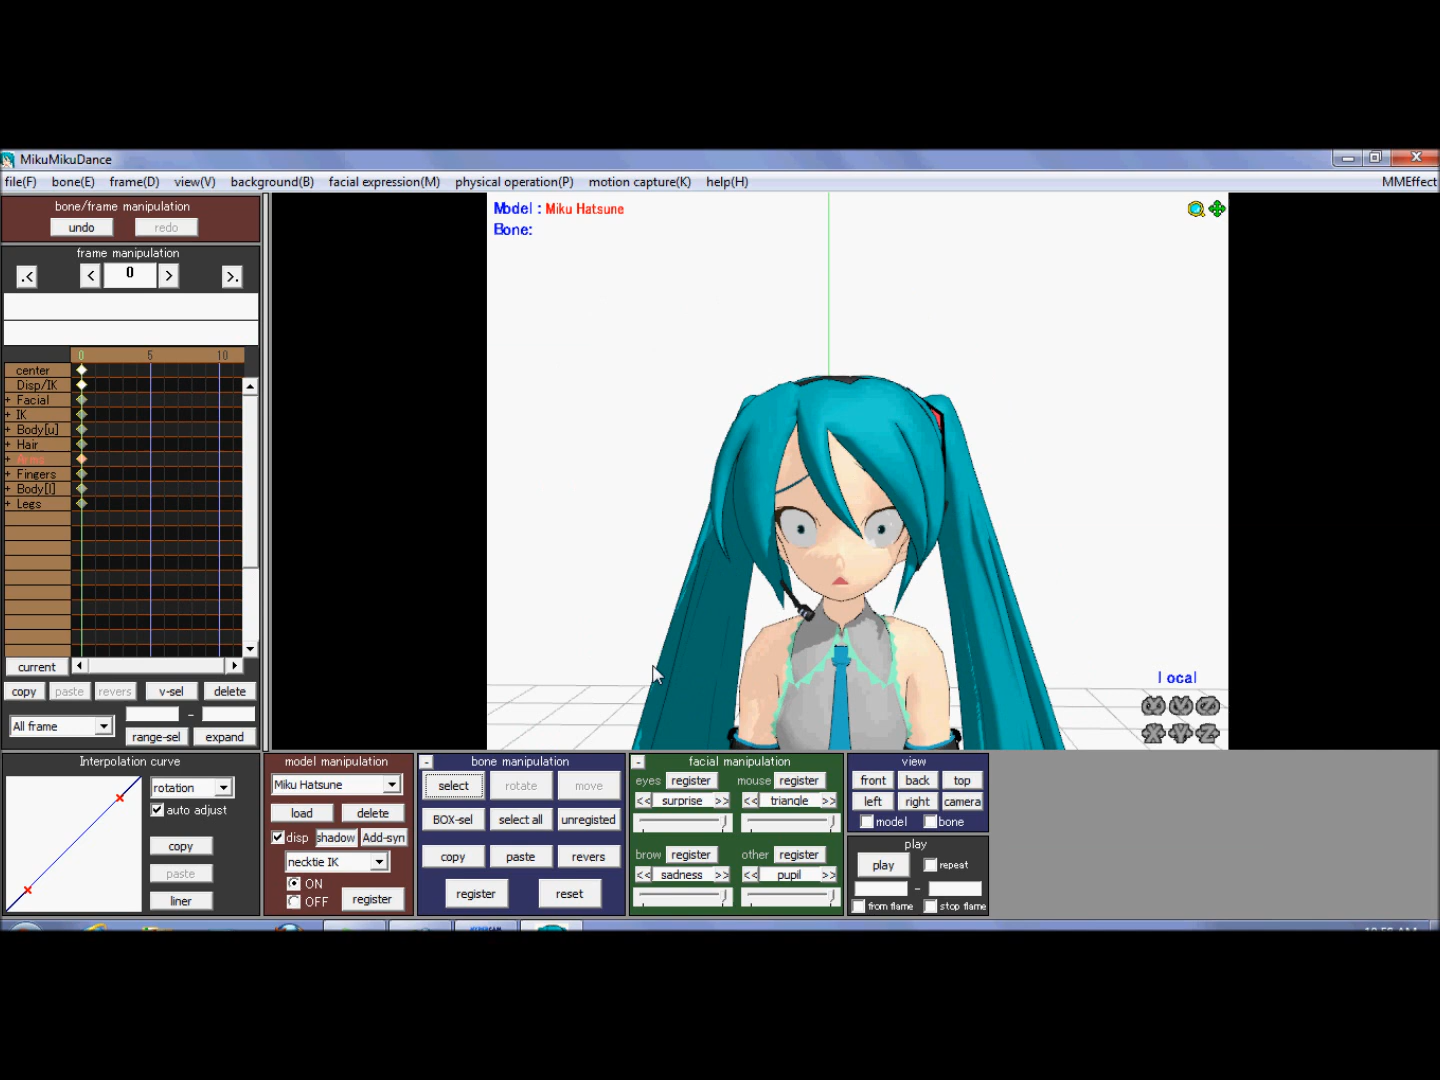 MikuMikuDance
file(F) bone(E) frame(D) view(V) background(B) facial expression(M) physical operation(P) motion capture(K) help(H) MMEffect
bone/frame manipulation
undo redo
frame manipulation
.< < 0 > >.
0 5 10
center
Disp/IK
+ Facial
+ IK
+ Body[u]
+ Hair
+ Arms
+ Fingers
+ Body[l]
+ Legs
current
copy paste revers v-sel delete
All frame -
range-sel expand
Model : Miku Hatsune
Bone:
local
X Y Z
Interpolation curve
rotation
auto adjust
copy
paste
liner
model manipulation
Miku Hatsune
load delete
disp shadow Add-syn
necktie IK
ON
OFF register
- bone manipulation
select rotate move
BOX-sel select all unregisted
copy paste revers
register reset
- facial manipulation
eyes register mouse register
<< surprise >> << triangle >>
brow register other register
<< sadness >> << pupil >>
view
front back top
left right camera
model bone
play
play repeat
-
from flame stop flame